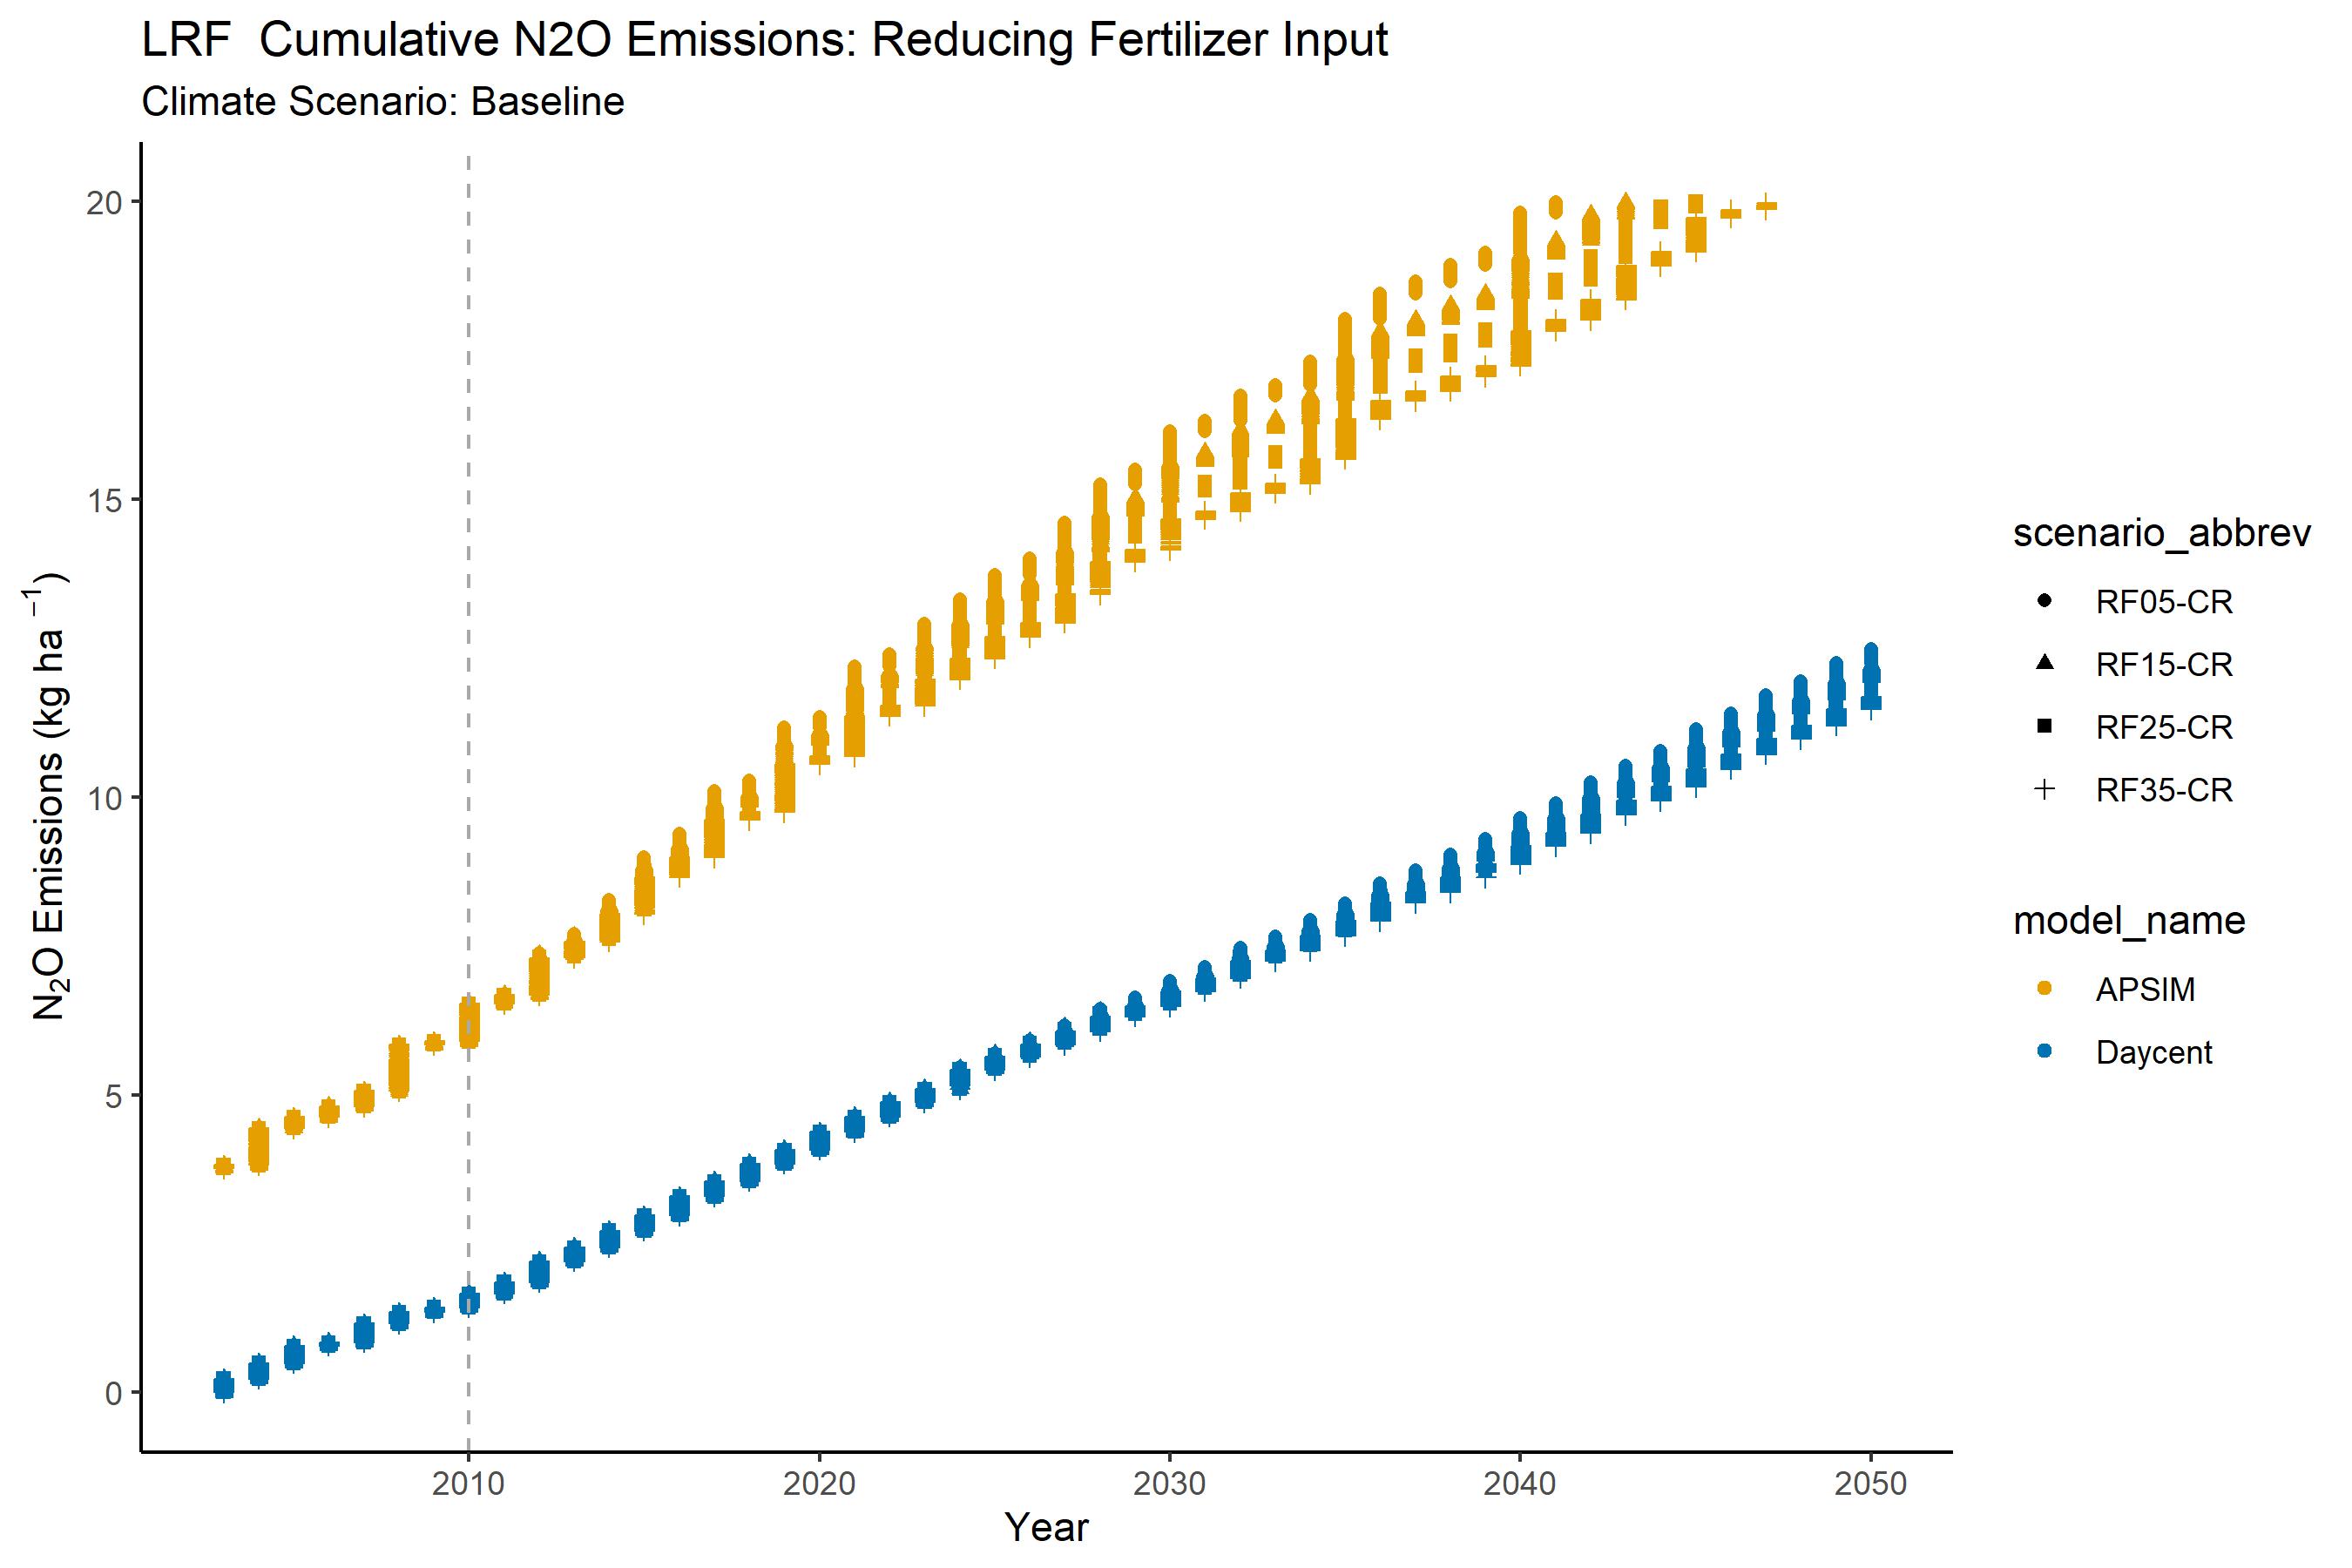 LRF  Cumulative N2O Emissions: Reducing Fertilizer Input
Climate Scenario: Baseline
N₂O Emissions (kg ha ⁻¹)
20
15
10
5
0
2010
2020
2030
2040
2050
Year
scenario_abbrev
RF05-CR
RF15-CR
RF25-CR
RF35-CR
model_name
APSIM
Daycent